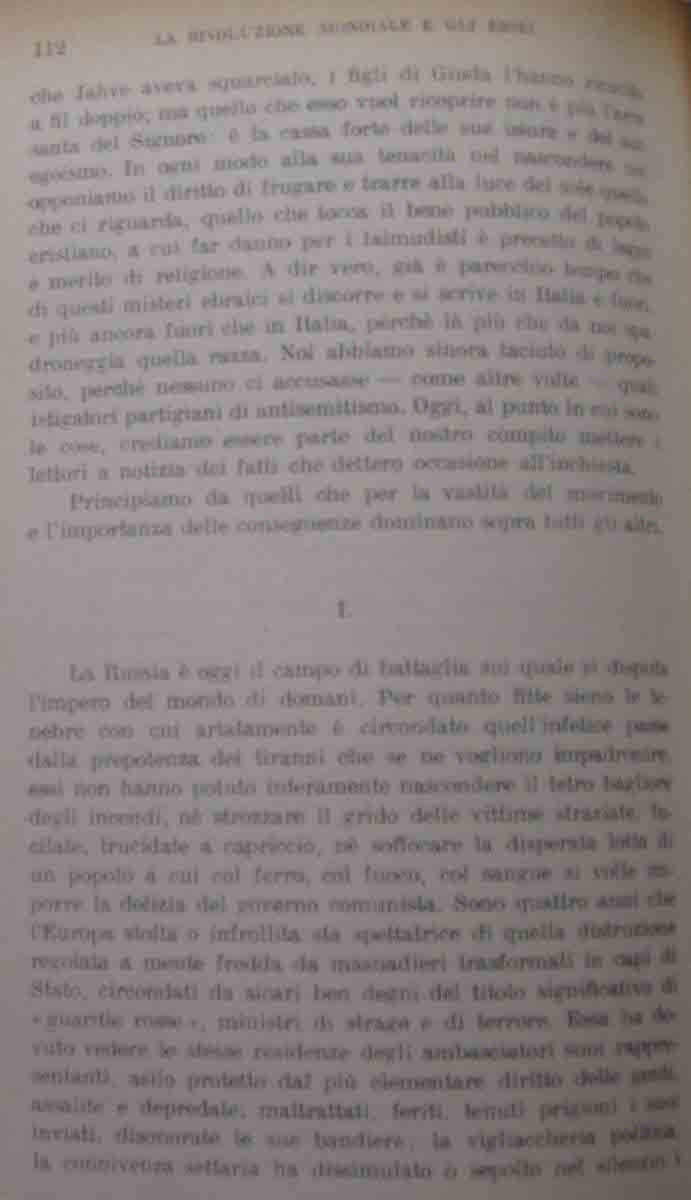 112 LA RIVOLUZIONE MONDIALE E GLI EBREI
che Jahve aveva squarciato, i figli di Giuda l'hanno ricucito
a fil doppio; ma quello che esso vuol ricoprire non è più l'arca
santa del Signore: è la cassa forte delle sue usure e del suo
egoismo. In ogni modo alla sua tenacità nel nascondere noi
opponiamo il diritto di frugare e trarre alla luce del sole quello
che ci riguarda, quello che tocca il bene pubblico del popolo
cristiano, a cui far danno per i talmudisti è precetto di legge
e merito di religione. A dir vero, già è parecchio tempo che
di questi misteri ebraici si discorre e si scrive in Italia e fuori,
e più ancora fuori che in Italia, perchè là più che da noi spa-
droneggia quella razza. Noi abbiamo sinora taciuto di propo-
sito, perchè nessuno ci accusasse — come altre volte — quali
istigatori partigiani di antisemitismo. Oggi, al punto in cui sono
le cose, crediamo essere parte del nostro compito mettere i
lettori a notizia dei fatti che dettero occasione all'inchiesta.
Principiamo da quelli che per la vastità del movimento
e l'importanza delle conseguenze dominano sopra tutti gli altri.
I.
La Russia è oggi il campo di battaglia sul quale si disputa
l'impero del mondo di domani. Per quanto fitte sieno le te-
nebre con cui artatamente è circondato quell'infelice paese
dalla prepotenza dei tiranni che se ne vogliono impadronire,
essi non hanno potuto interamente nascondere il tetro bagliore
degli incendi, nè strozzare il grido delle vittime straziate, fu-
cilate, trucidate a capriccio, nè soffocare la disperata lotta di
un popolo a cui col ferro, col fuoco, col sangue si volle im-
porre la delizia del governo comunista. Sono quattro anni che
l'Europa stolta o infrollita sta spettatrice di quella distruzione
regolata a mente fredda da masnadieri trasformati in capi di
Stato, circondati da sicari ben degni del titolo significativo di
« guardie rosse », ministri di strage e di terrore. Essa ha do-
vuto vedere le stesse residenze degli ambasciatori suoi rappre-
sentanti, asilo protetto dal più elementare diritto delle genti,
assalite e depredate; maltrattati, feriti, tenuti prigioni i suoi
inviati, disonorate le sue bandiere; la vigliaccheria politica,
la connivenza settaria ha dissimulato o sepolto nel silenzio i